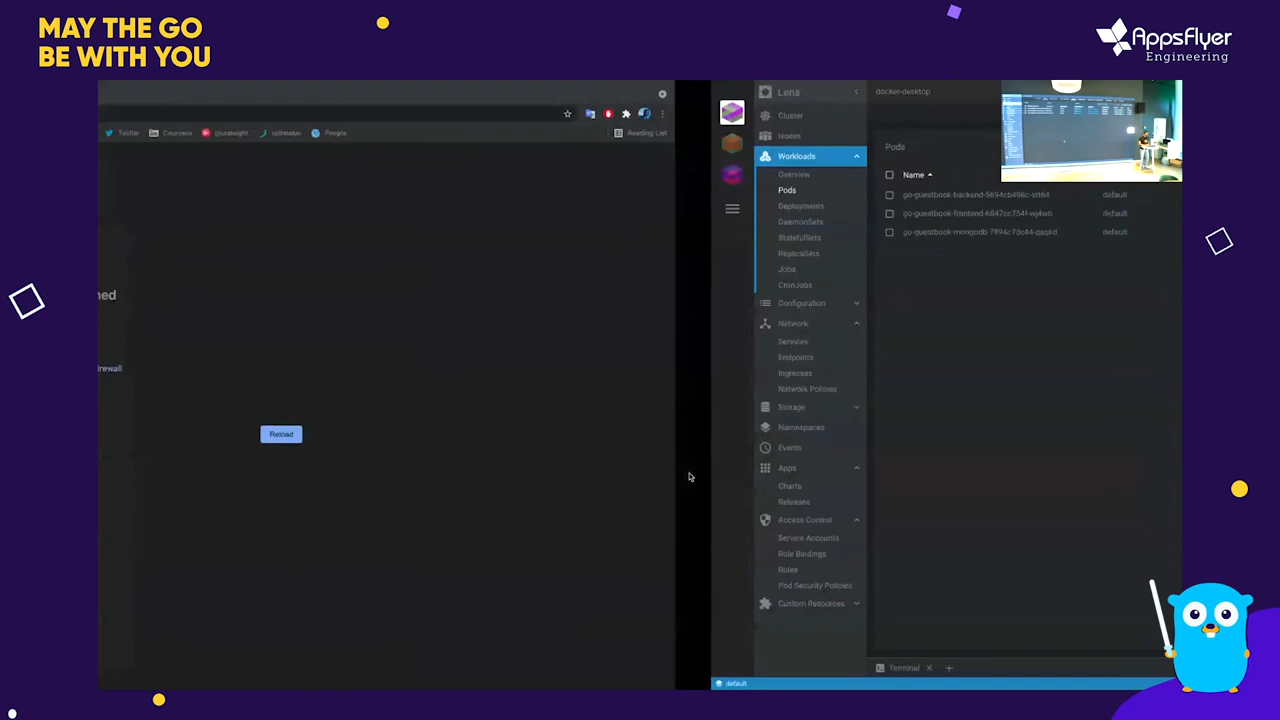 MAY THE GO
BE WITH YOU
AppsFlyer
Engineering
Twitter
Courses
pluralsight
People
Reading List
ned
irewall
Reload
Lens
Cluster
Nodes
Workloads
Overview
Pods
Deployments
DaemonSets
StatefulSets
ReplicaSets
Jobs
CronJobs
Configuration
Network
Services
Endpoints
Ingresses
Network Policies
Storage
Namespaces
Events
Apps
Charts
Releases
Access Control
Service Accounts
Role Bindings
Roles
Pod Security Policies
Custom Resources
docker-desktop
Pods
Name
default
default
default
Terminal
default